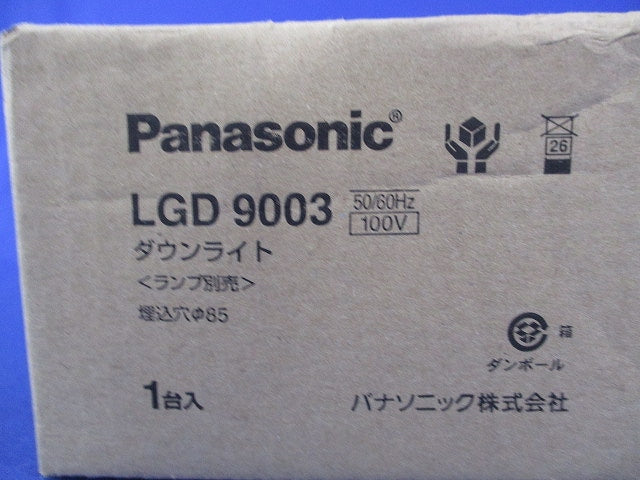 Panasonic®
26
LGD 9003 50/60Hz 100V
ダウンライト
<ランプ別売>
埋込穴φ85
箱
ダンボール
1台入
パナソニック株式会社